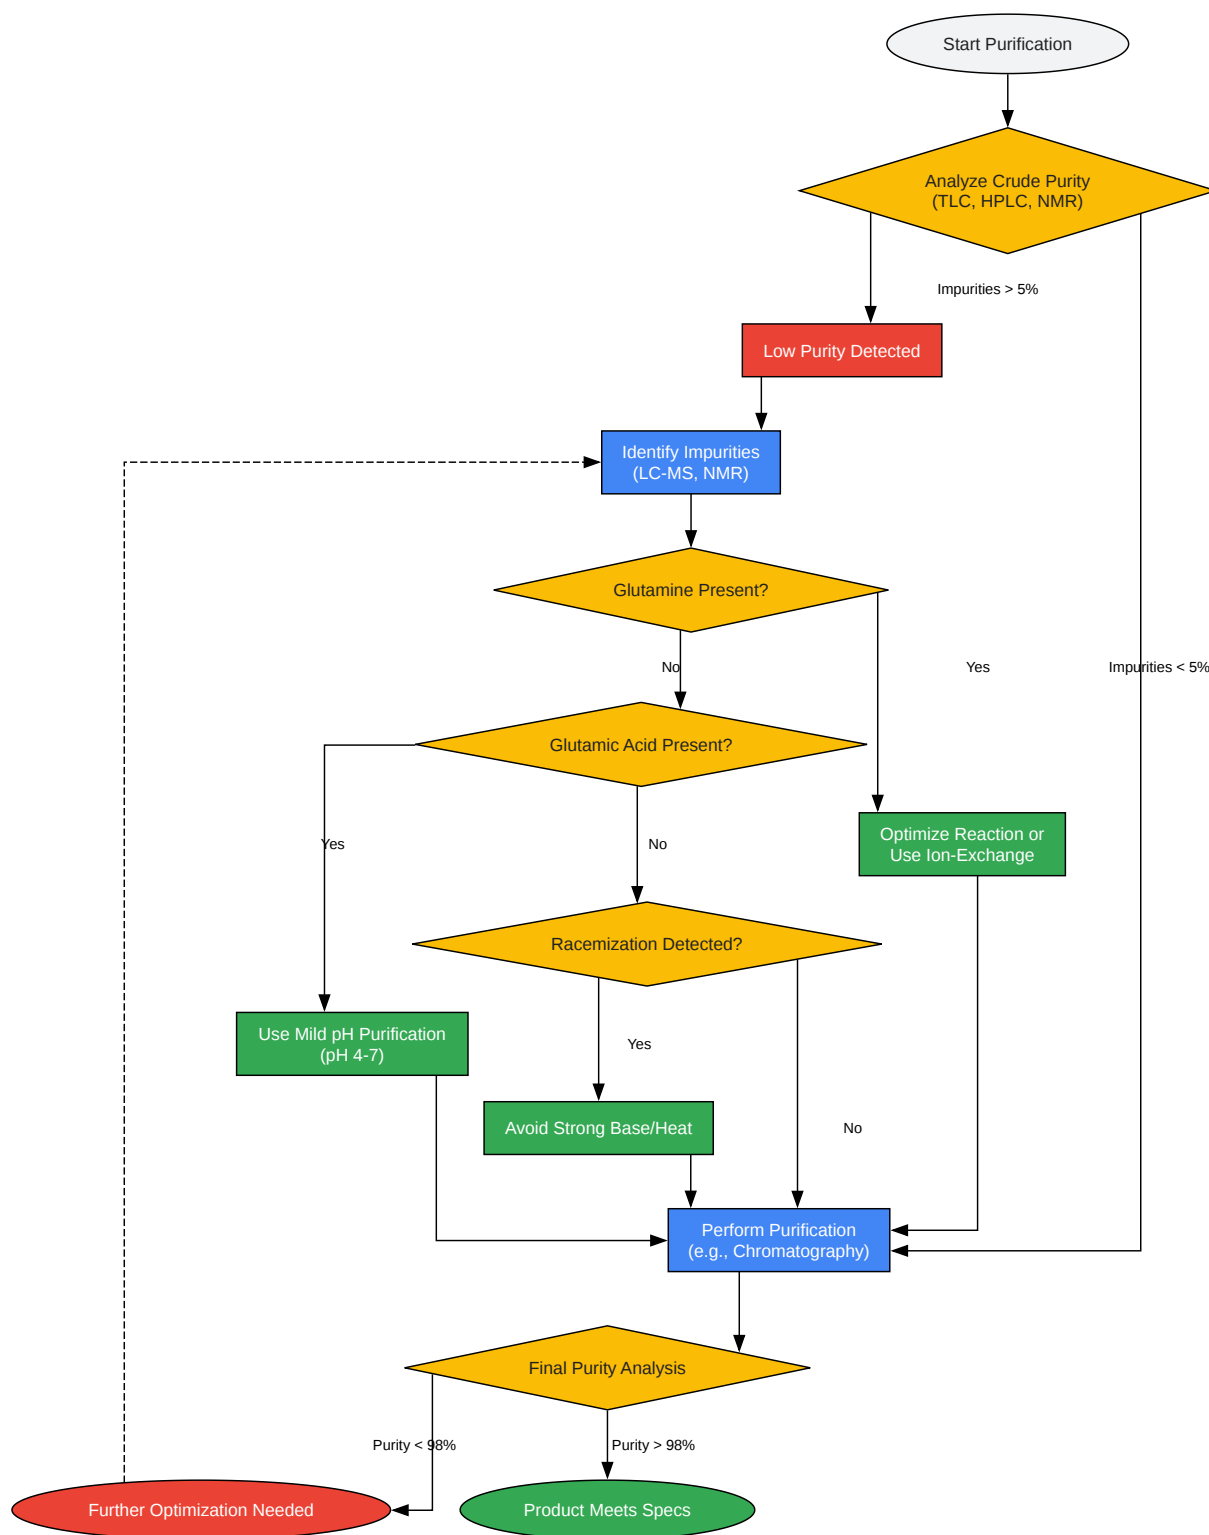 Start Purification
Analyze Crude Purity
(TLC, HPLC, NMR)
Impurities > 5%
Low Purity Detected
Identify Impurities
(LC-MS, NMR)
Glutamine Present?
No
Yes
Impurities < 5%
Glutamic Acid Present?
Optimize Reaction or
Use Ion-Exchange
Yes
No
Racemization Detected?
Use Mild pH Purification
(pH 4-7)
Yes
Avoid Strong Base/Heat
No
Perform Purification
(e.g., Chromatography)
Final Purity Analysis
Purity < 98%
Purity > 98%
Further Optimization Needed
Product Meets Specs